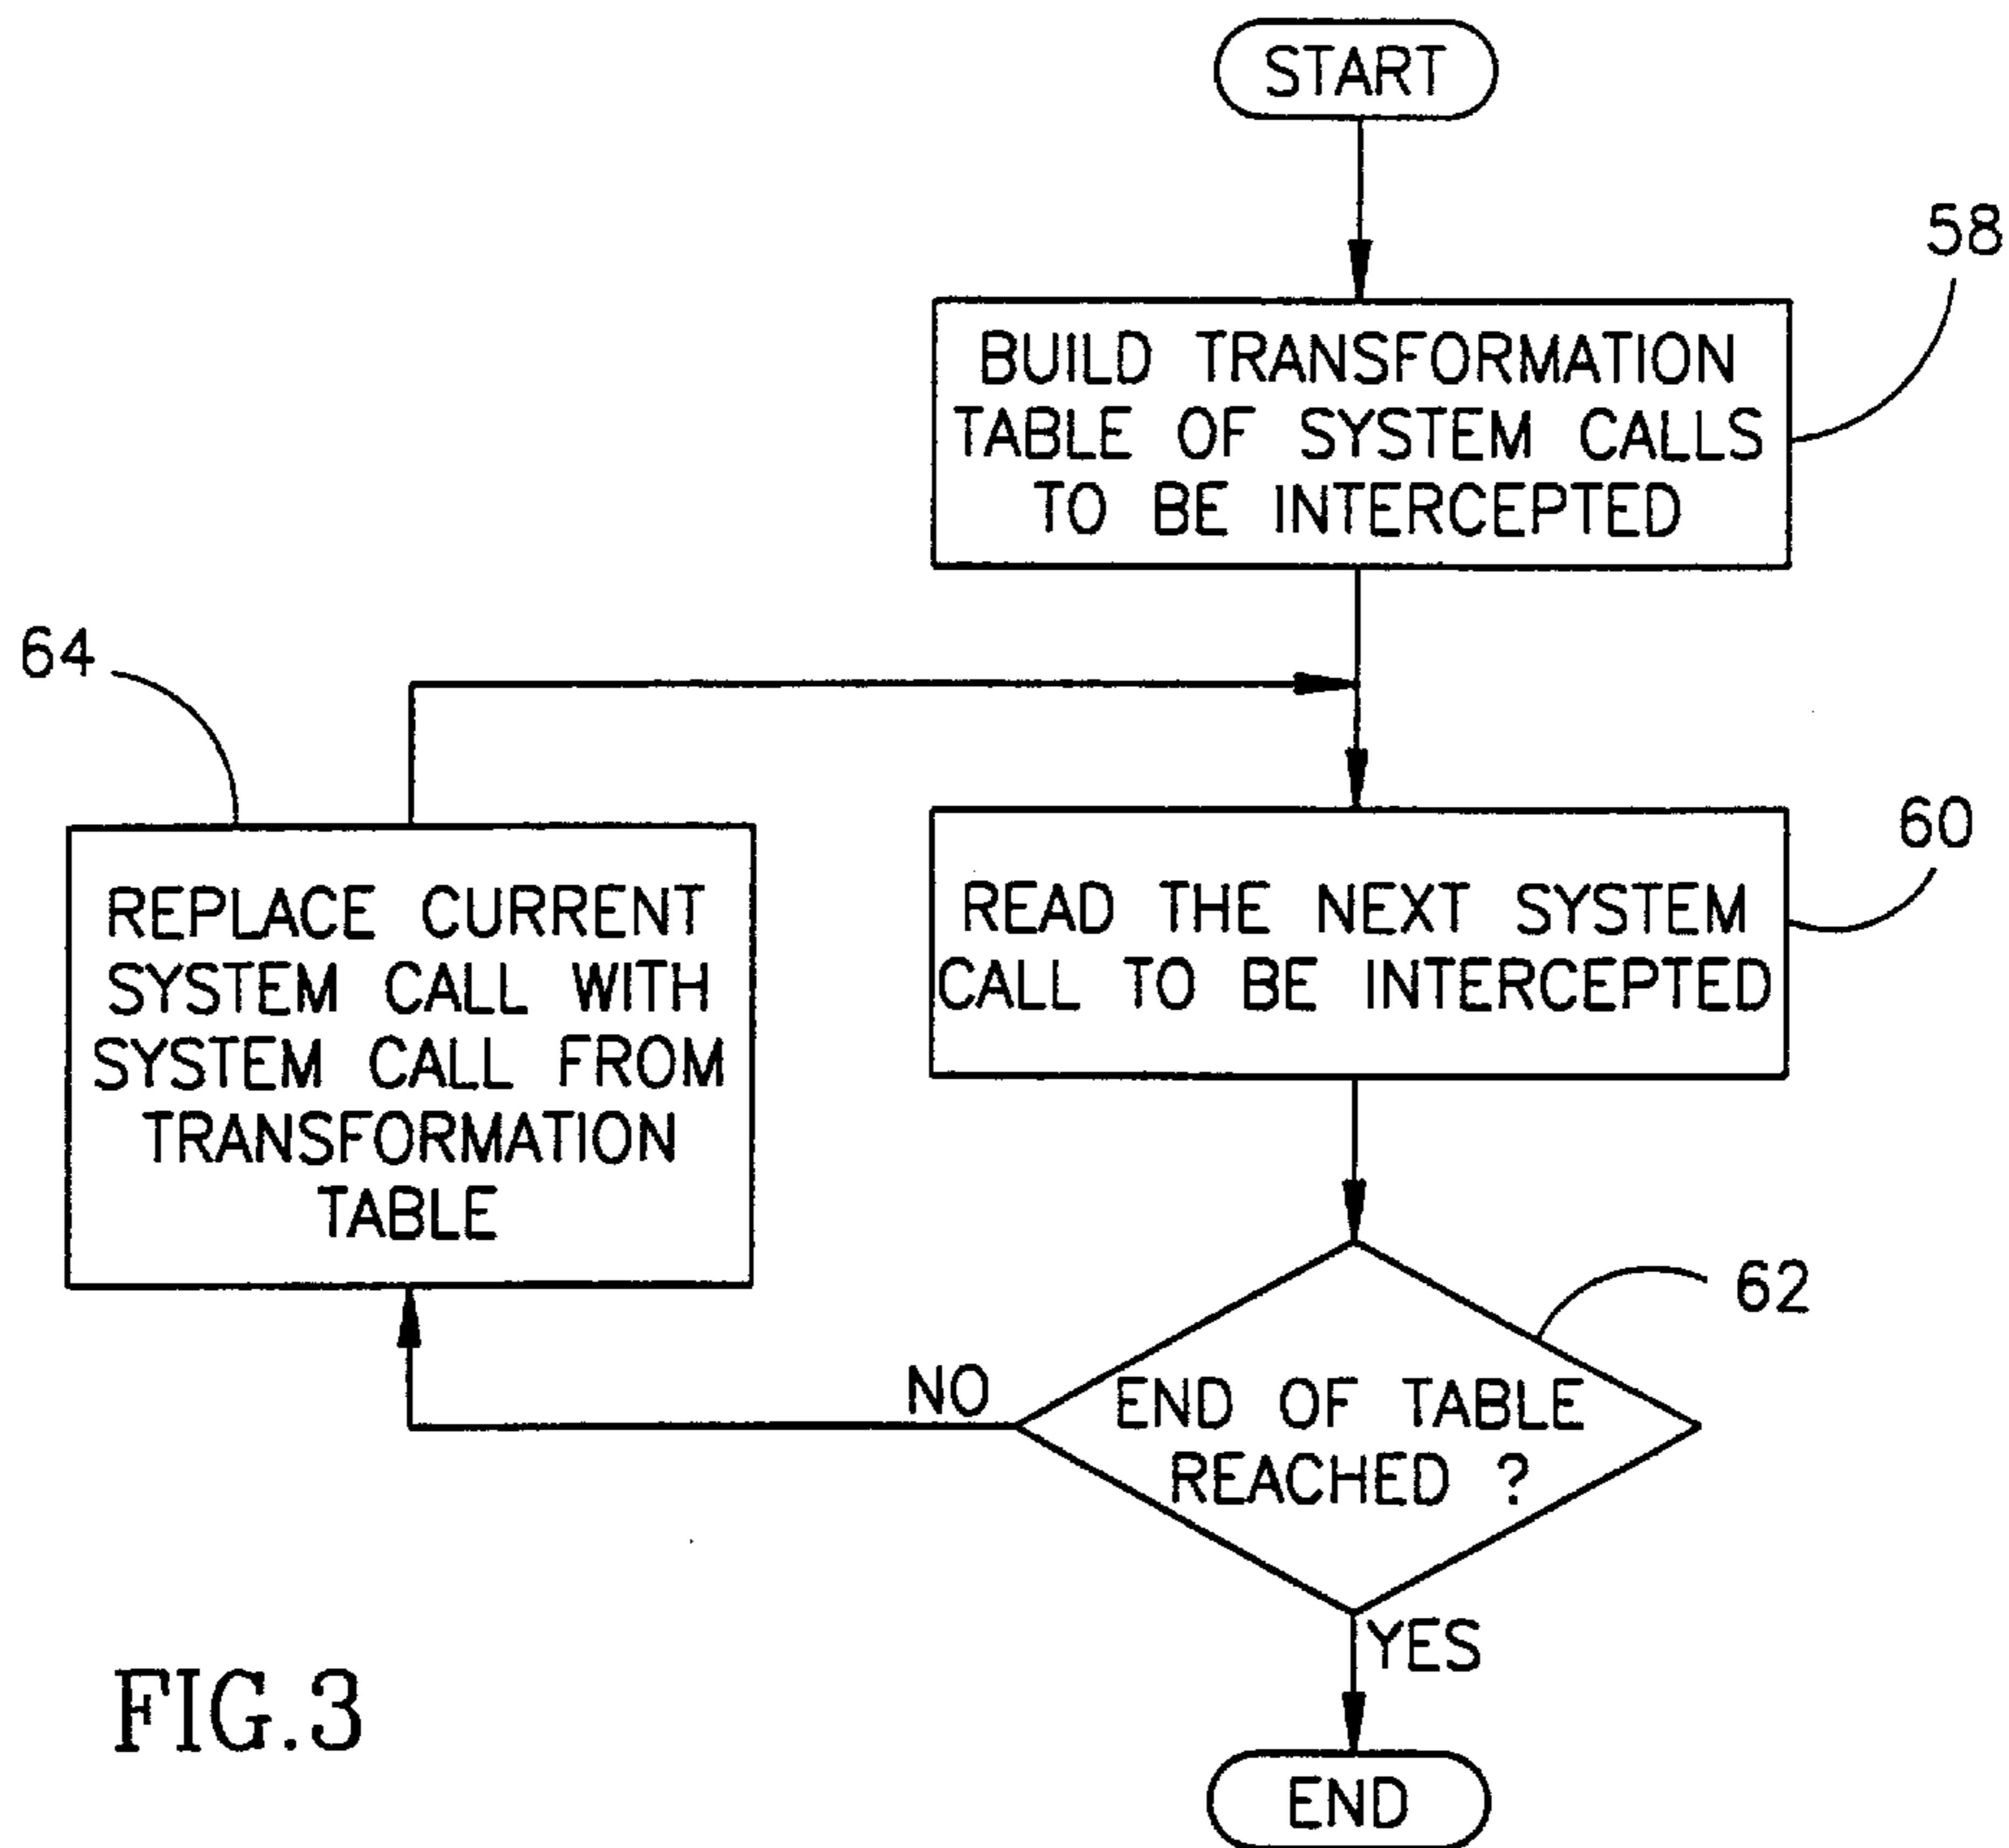 START
58
BUILD TRANSFORMATION
TABLE OF SYSTEM CALLS
TO BE INTERCEPTED
64
60
READ THE NEXT SYSTEM
CALL TO BE INTERCEPTED
REPLACE CURRENT
SYSTEM CALL WITH
SYSTEM CALL FROM
TRANSFORMATION
TABLE
62
NO
END OF TABLE
REACHED ?
YES
END
FIG.3